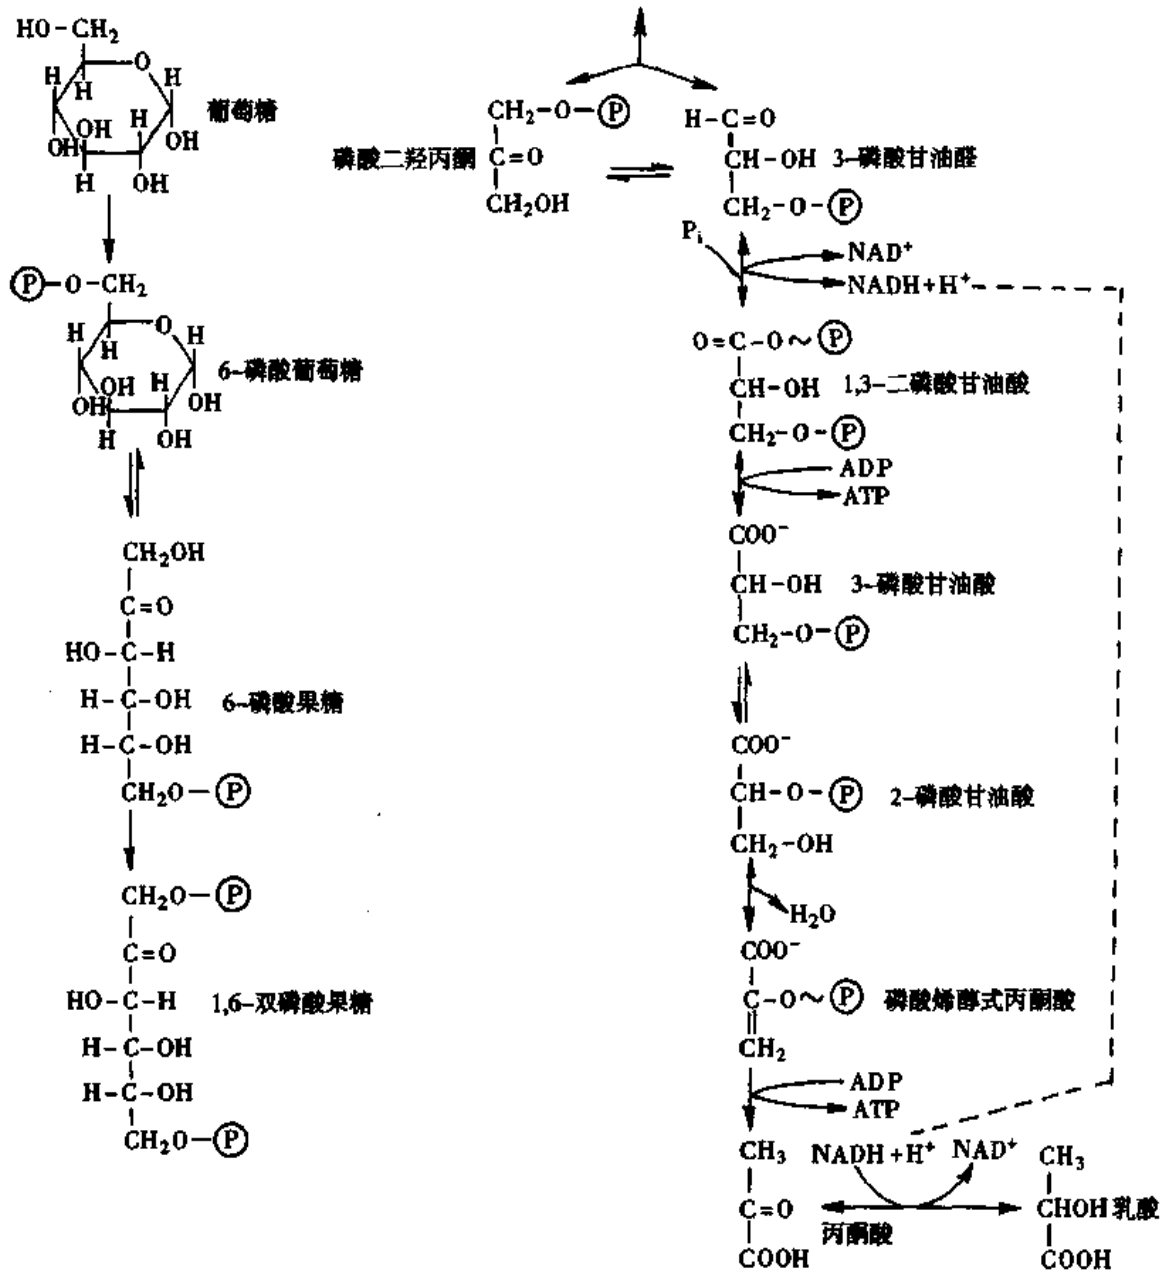 HO-CH₂
O
H
H
H
葡萄糖
OH
H
OH
OH
H
OH
Ⓟ-O-CH₂
O
H
H
H
6-磷酸葡萄糖
OH
H
OH
OH
H
OH
CH₂OH
C=O
HO-C-H
H-C-OH 6-磷酸果糖
H-C-OH
CH₂O-Ⓟ
CH₂O-Ⓟ
C=O
HO-C-H 1,6-双磷酸果糖
H-C-OH
H-C-OH
CH₂O-Ⓟ
CH₂-O-Ⓟ
磷酸二羟丙酮 C=O
CH₂OH
H-C=O
CH-OH 3-磷酸甘油醛
CH₂-O-Ⓟ
Pᵢ
NAD⁺
NADH+H⁺
O=C-O~Ⓟ
CH-OH 1,3-二磷酸甘油酸
CH₂-O-Ⓟ
ADP
ATP
COO⁻
CH-OH 3-磷酸甘油酸
CH₂-O-Ⓟ
COO⁻
CH-O-Ⓟ 2-磷酸甘油酸
CH₂-OH
H₂O
COO⁻
C-O~Ⓟ 磷酸烯醇式丙酮酸
CH₂
ADP
ATP
CH₃ NADH+H⁺ NAD⁺ CH₃
C=O 丙酮酸 CHOH 乳酸
COOH COOH